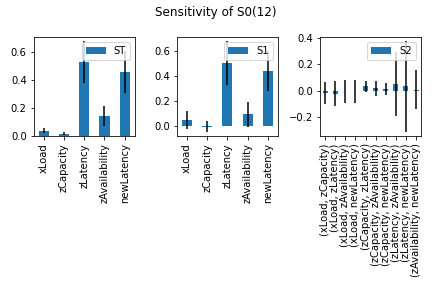 Sensitivity of S0(12)
ST
0.6
0.4
0.2
0.0
xLoad
zCapacity
zLatency
zAvailability
newLatency
S1
0.6
0.4
0.2
0.0
xLoad
zCapacity
zLatency
zAvailability
newLatency
S2
0.4
0.2
0.0
−0.2
(xLoad, zCapacity)
(xLoad, zLatency)
(xLoad, zAvailability)
(xLoad, newLatency)
(zCapacity, zLatency)
(zCapacity, zAvailability)
(zCapacity, newLatency)
(zLatency, zAvailability)
(zLatency, newLatency)
(zAvailability, newLatency)